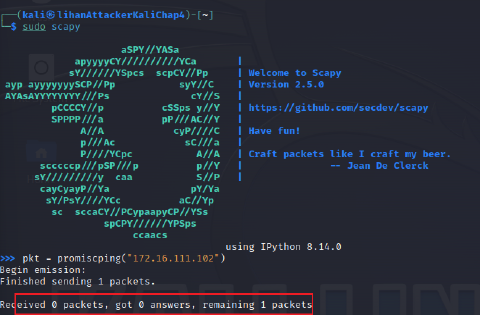 (kali㉿lihanAttackerKaliChap4)-[~]
$ sudo scapy
aSPY//YASa
apyyyyCY//////////YCa |
sY//////YSpcs scpCY//Pp | Welcome to Scapy
ayp ayyyyyyySCP//Pp syY//C | Version 2.5.0
AYAsAYYYYYYYY///Ps cY//S |
pCCCCY//p cSSps y//Y | https://github.com/secdev/scapy
SPPPP///a pP///AC//Y |
A//A cyP////C | Have fun!
p///Ac sC///a |
P////YCpc A//A | Craft packets like I craft my beer.
scccccp///pSP///p p//Y | -- Jean De Clerck
sY/////////y caa S//P |
cayCyayP//Ya pY/Ya
sY/PsY////YCc aC//Yp
sc sccaCY//PCypaapyCP//YSs
spCPY//////YPSps
ccaacs
using IPython 8.14.0
>>> pkt = promiscping("172.16.111.102")
Begin emission:
Finished sending 1 packets.
Received 0 packets, got 0 answers, remaining 1 packets